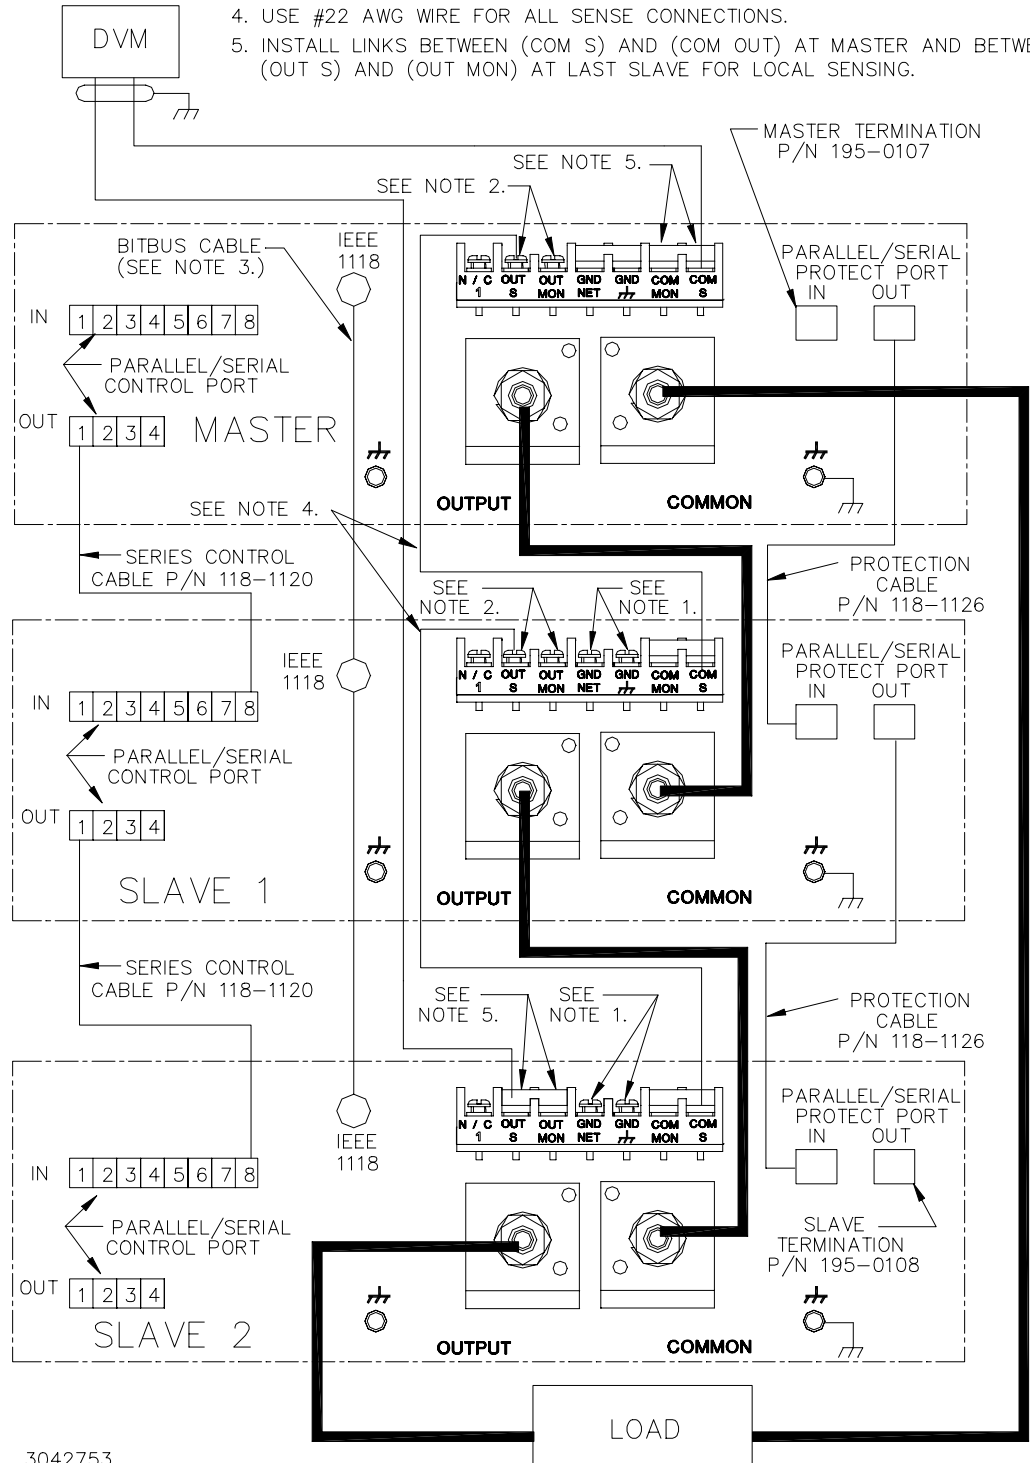 4. USE #22 AWG WIRE FOR ALL SENSE CONNECTIONS.
DVM
5. INSTALL LINKS BETWEEN (COM S) AND (COM OUT) AT MASTER AND BETWE
(OUT S) AND (OUT MON) AT LAST SLAVE FOR LOCAL SENSING.
MASTER TERMINATION
P/N 195-0107
SEE NOTE 5.
SEE NOTE 2.
BITBUS CABLE
(SEE NOTE 3.)
IEEE
1118
N / C
1
OUT
S
OUT
MON
GND
NET
GND
COM
MON
COM
S
PARALLEL/SERIAL
PROTECT PORT
IN
OUT
IN
1 2 3 4 5 6 7 8
PARALLEL/SERIAL
CONTROL PORT
OUT
1 2 3 4
MASTER
OUTPUT
COMMON
SEE NOTE 4.
SERIES CONTROL
CABLE P/N 118-1120
SEE
NOTE 2.
SEE
NOTE 1.
PROTECTION
CABLE
P/N 118-1126
IEEE
1118
N / C
1
OUT
S
OUT
MON
GND
NET
GND
COM
MON
COM
S
PARALLEL/SERIAL
PROTECT PORT
IN
OUT
IN
1 2 3 4 5 6 7 8
PARALLEL/SERIAL
CONTROL PORT
OUT
1 2 3 4
SLAVE 1
OUTPUT
COMMON
SERIES CONTROL
CABLE P/N 118-1120
SEE
NOTE 5.
SEE
NOTE 1.
PROTECTION
CABLE
P/N 118-1126
IEEE
1118
N / C
1
OUT
S
OUT
MON
GND
NET
GND
COM
MON
COM
S
PARALLEL/SERIAL
PROTECT PORT
IN
OUT
IN
1 2 3 4 5 6 7 8
PARALLEL/SERIAL
CONTROL PORT
OUT
1 2 3 4
SLAVE 2
SLAVE
TERMINATION
P/N 195-0108
OUTPUT
COMMON
LOAD
3042753